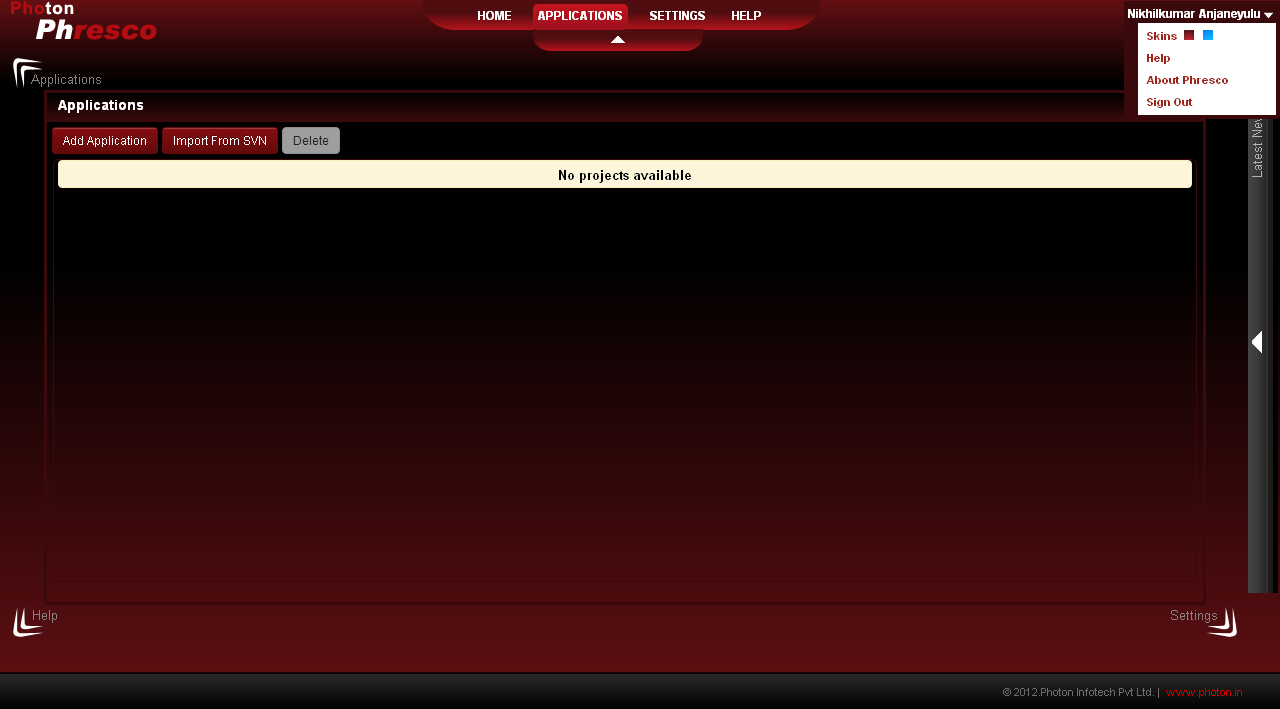 Photon
Phresco
HOME APPLICATIONS SETTINGS HELP
Nikhilkumar Anjaneyulu
Skins
Help
About Phresco
Sign Out
Applications
Applications
Add Application Import From SVN Delete
No projects available
Latest
Help
Settings
© 2012.Photon Infotech Pvt Ltd. | www.photon.in